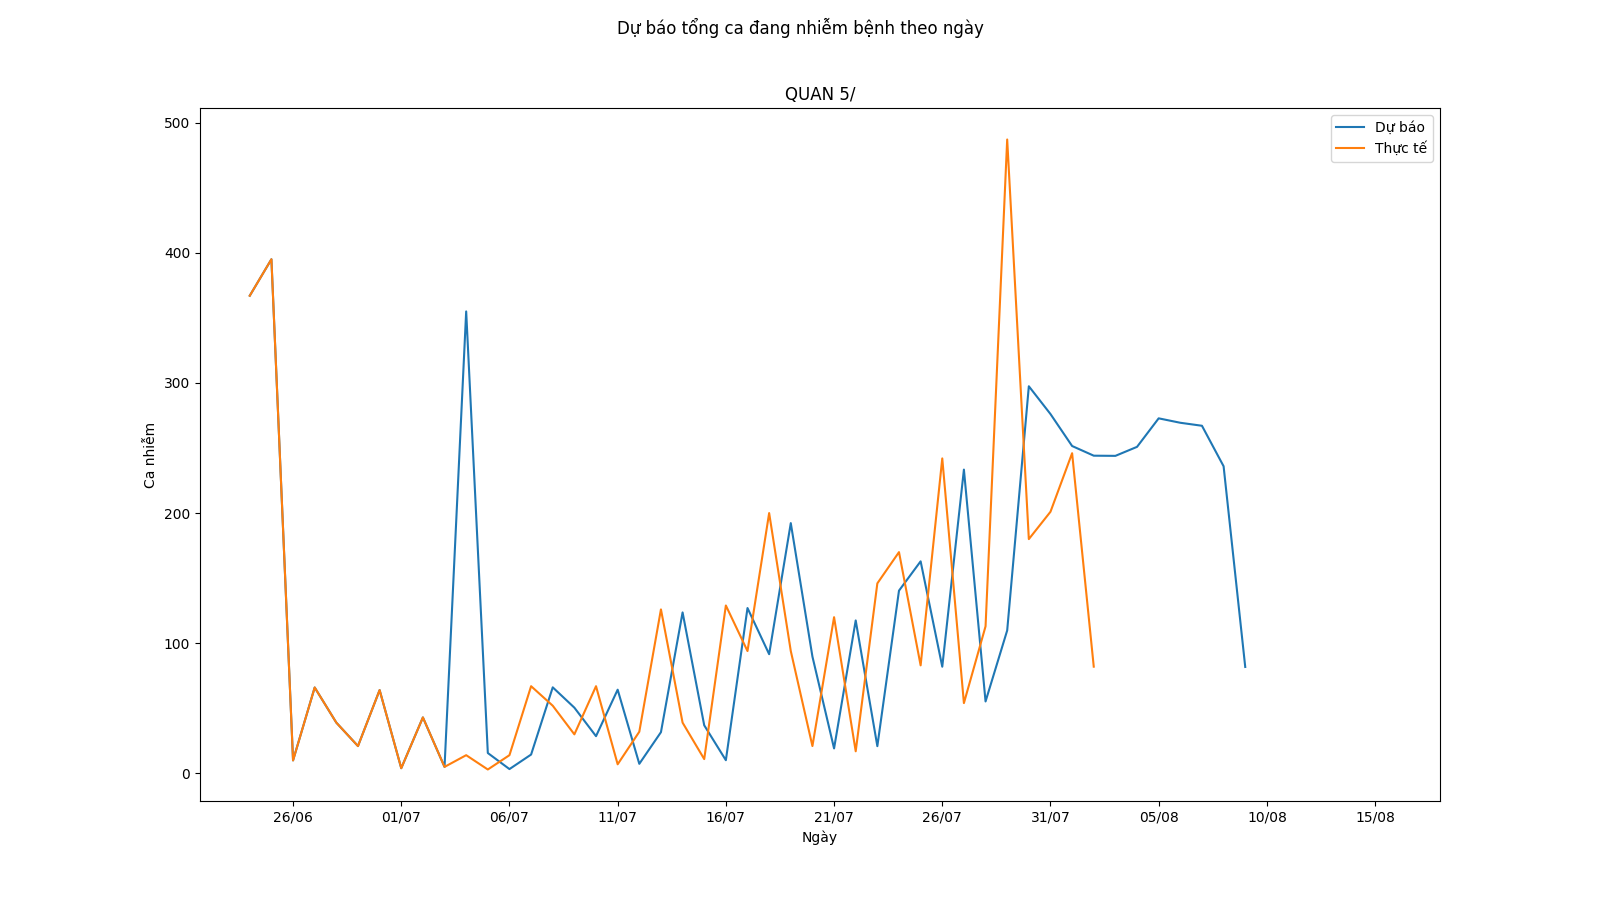 Dự báo tổng ca đang nhiễm bệnh theo ngày
QUAN 5/
Dự báo
Thực tế
Ca nhiễm
500
400
300
200
100
0
26/06 01/07 06/07 11/07 16/07 21/07 26/07 31/07 05/08 10/08 15/08
Ngày